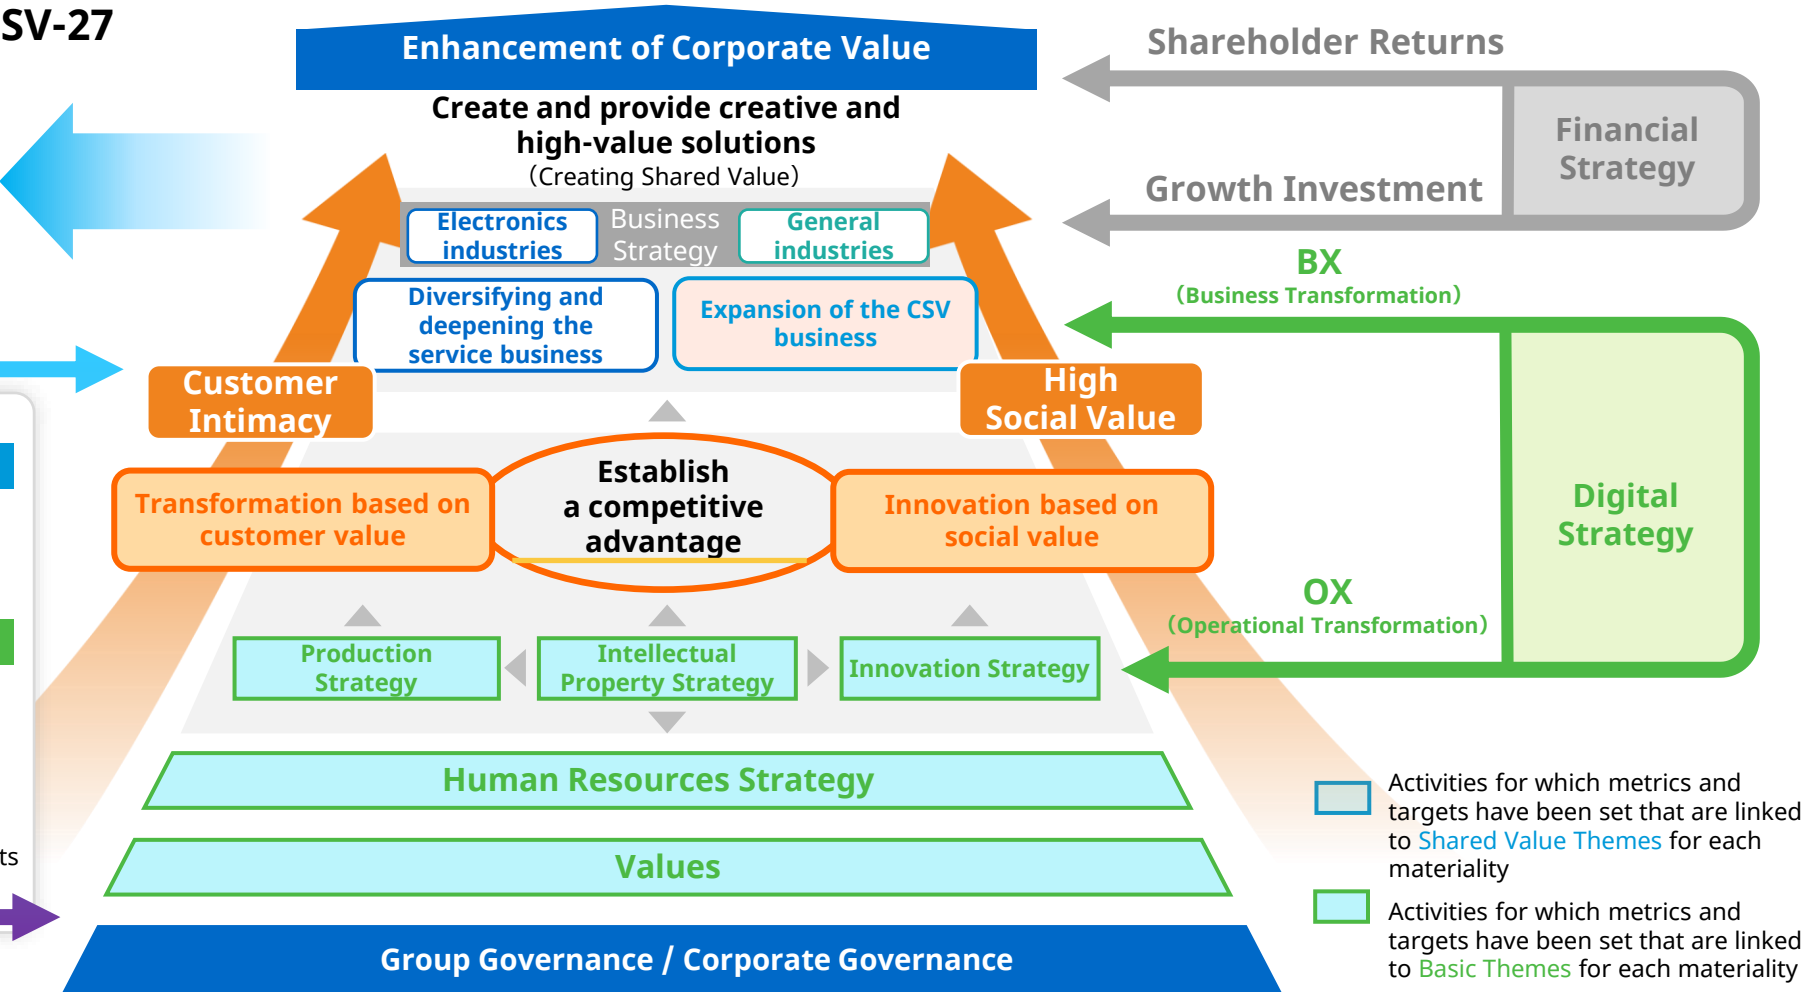 SV-27
Enhancement of Corporate Value
Create and provide creative and
high-value solutions
（Creating Shared Value）
Electronics
industries
Business
Strategy
General
industries
Diversifying and
deepening the
service business
Expansion of the CSV
business
Customer
Intimacy
High
Social Value
Transformation based on
customer value
Establish
a competitive
advantage
Innovation based on
social value
Production
Strategy
Intellectual
Property Strategy
Innovation Strategy
Human Resources Strategy
Values
Group Governance / Corporate Governance
Shareholder Returns
Growth Investment
Financial
Strategy
BX
（Business Transformation）
OX
（Operational Transformation）
Digital
Strategy
ts
Activities for which metrics and
targets have been set that are linked
to Shared Value Themes for each
materiality
Activities for which metrics and
targets have been set that are linked
to Basic Themes for each materiality